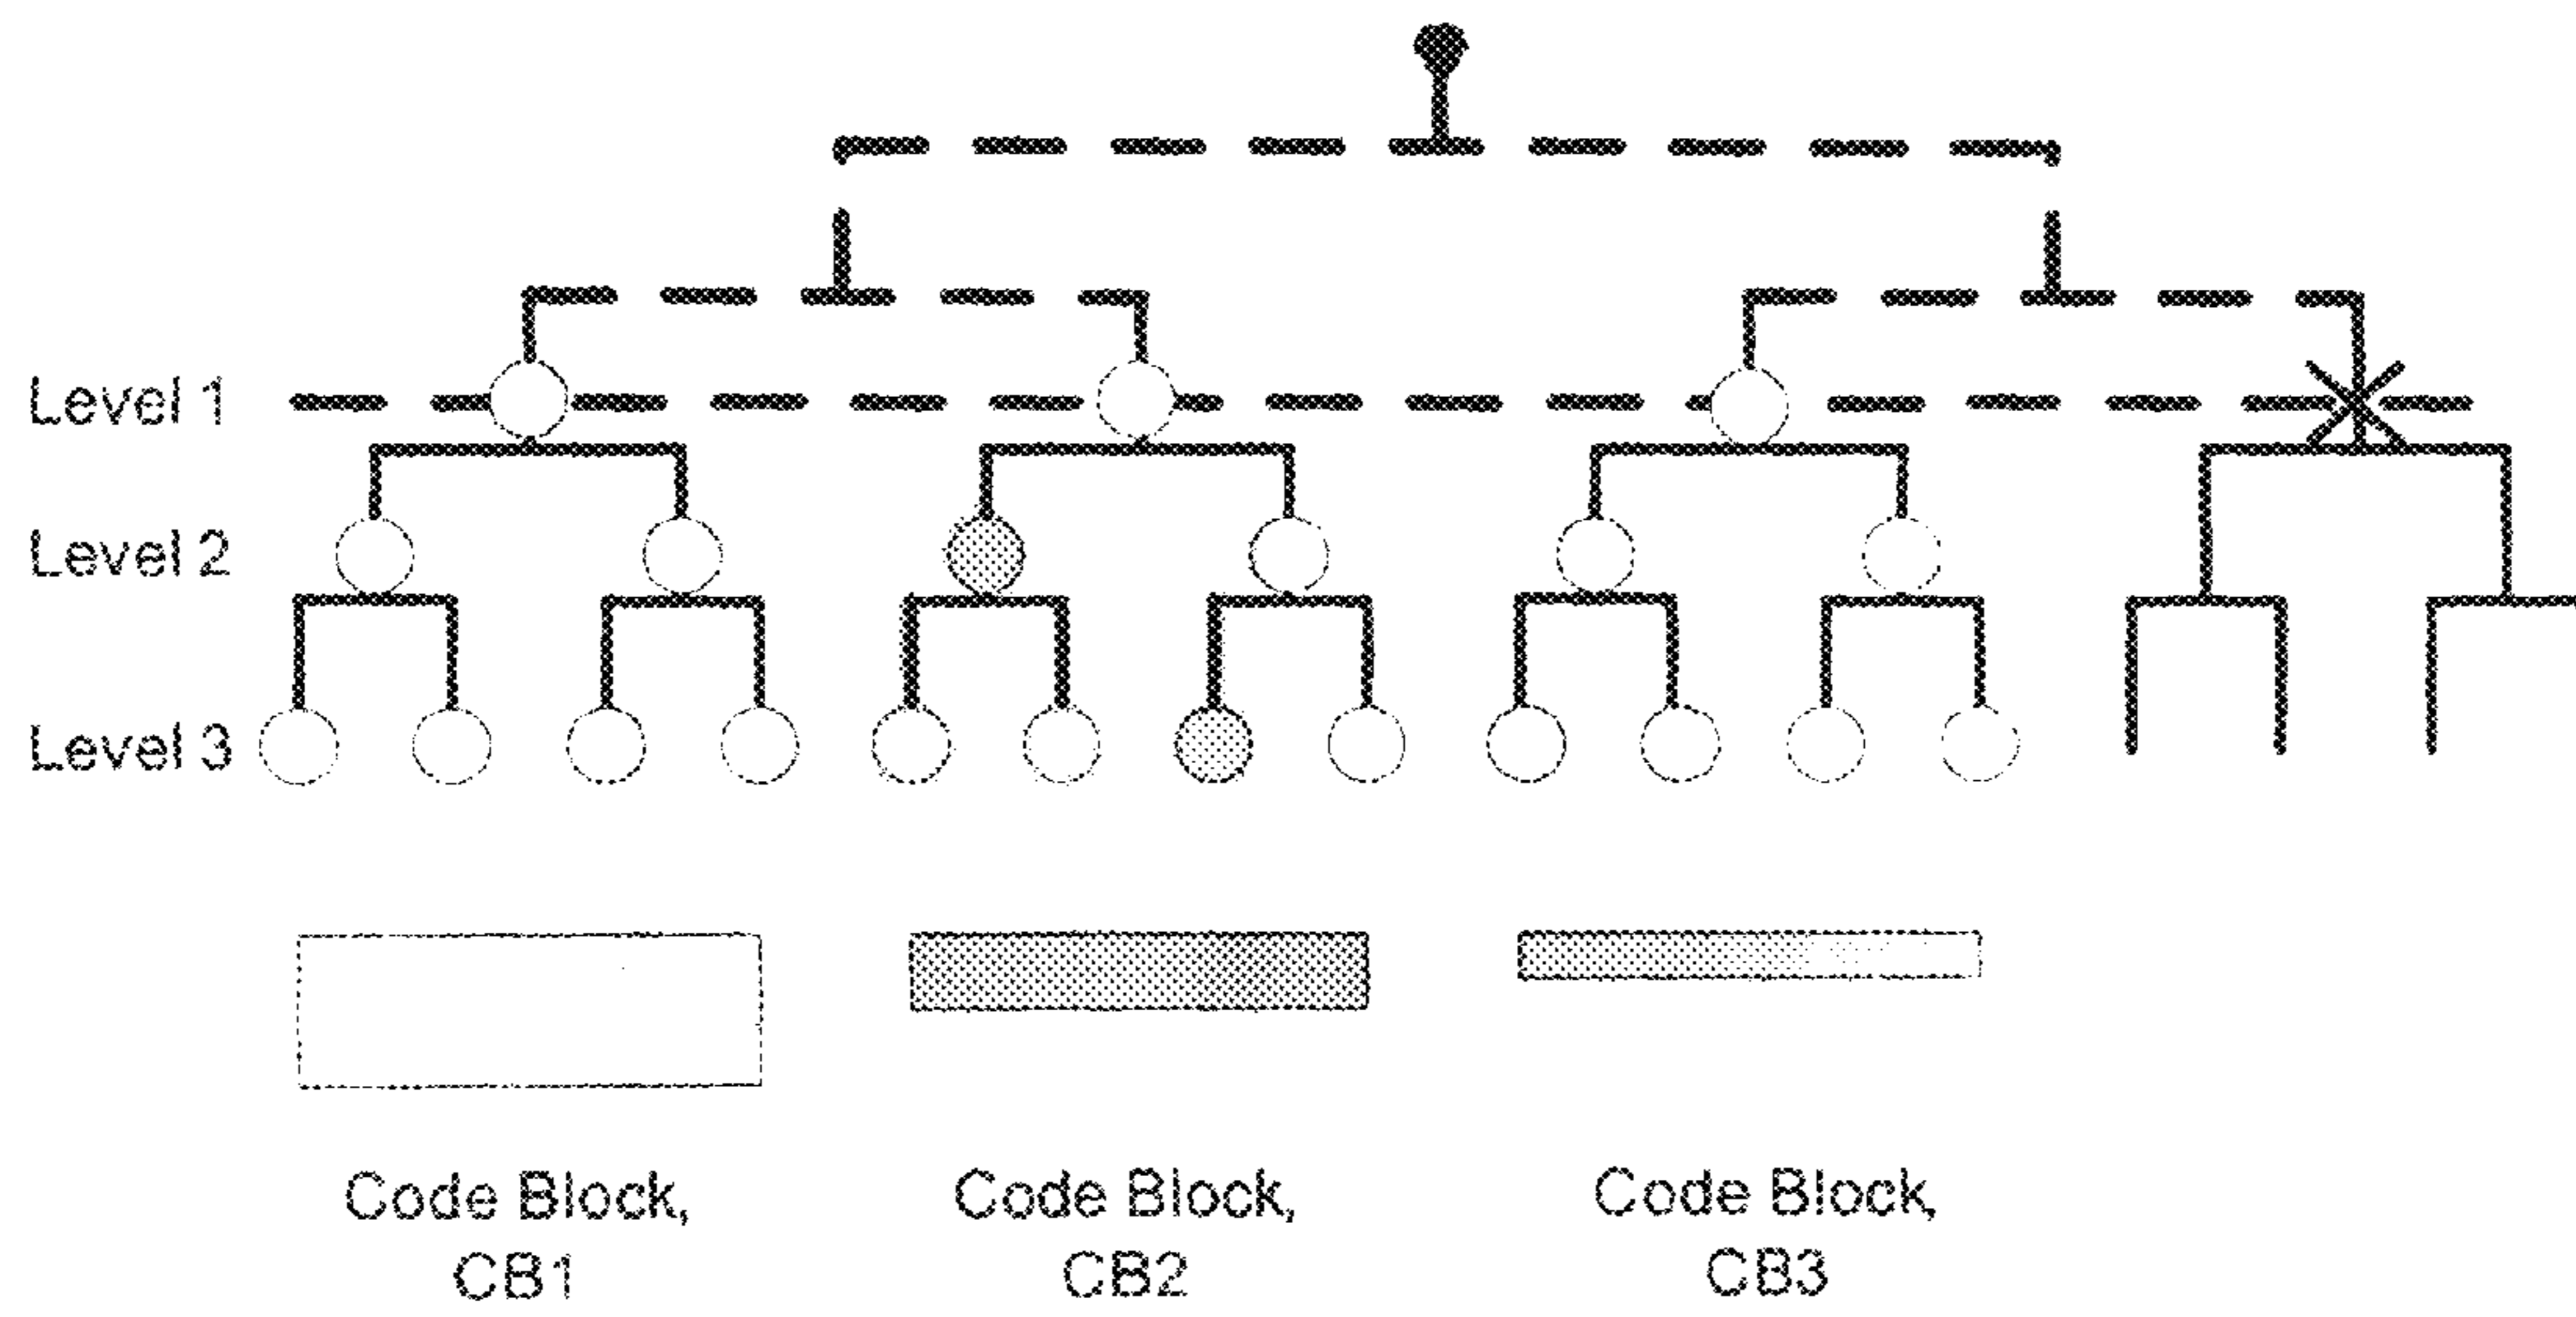 Level 1
Level 2
Level 3
Code Block,
CB1
Code Block,
CB2
Code Block,
CB3